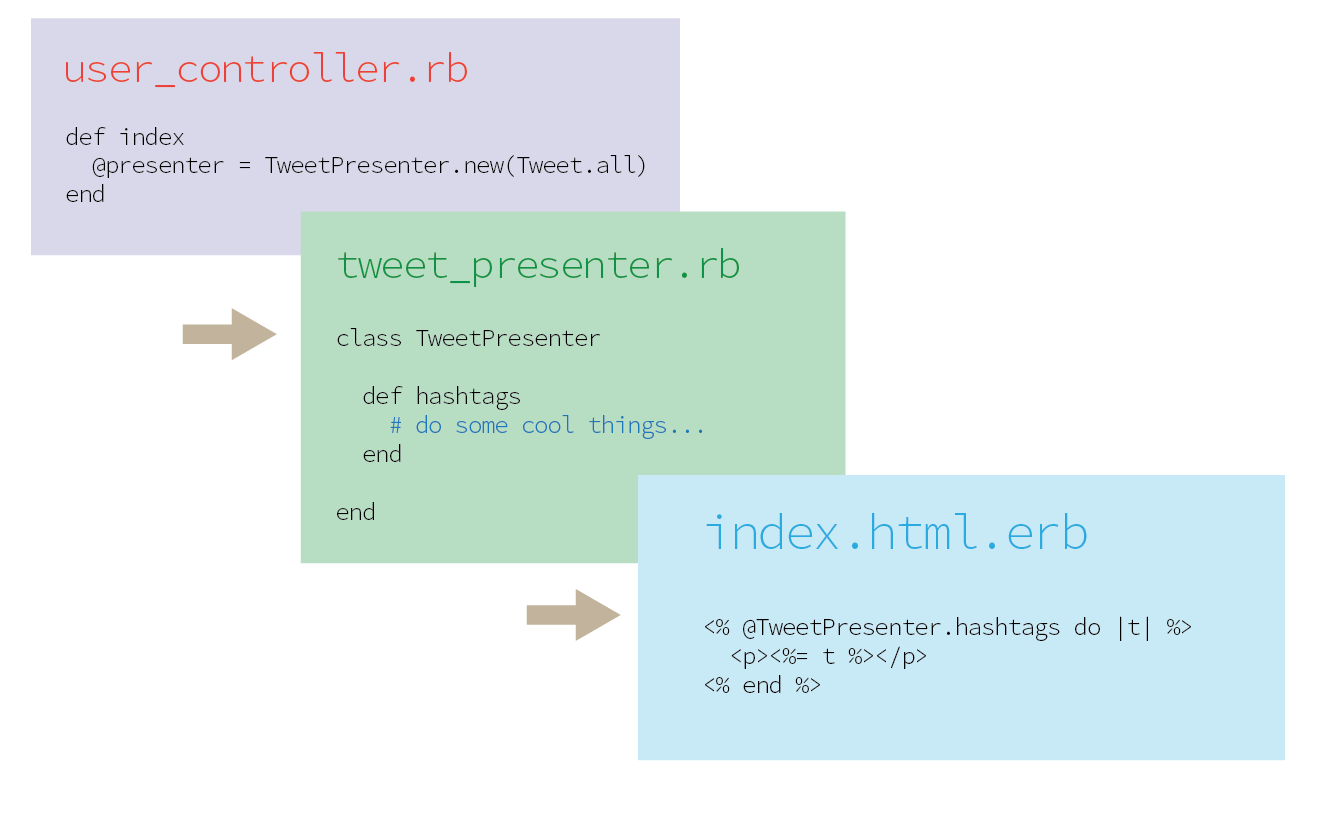 user_controller.rb
def index
  @presenter = TweetPresenter.new(Tweet.all)
end
tweet_presenter.rb
class TweetPresenter
  def hashtags
    # do some cool things...
  end
end
index.html.erb
<% @TweetPresenter.hashtags do |t| %>
  <p><%= t %></p>
<% end %>